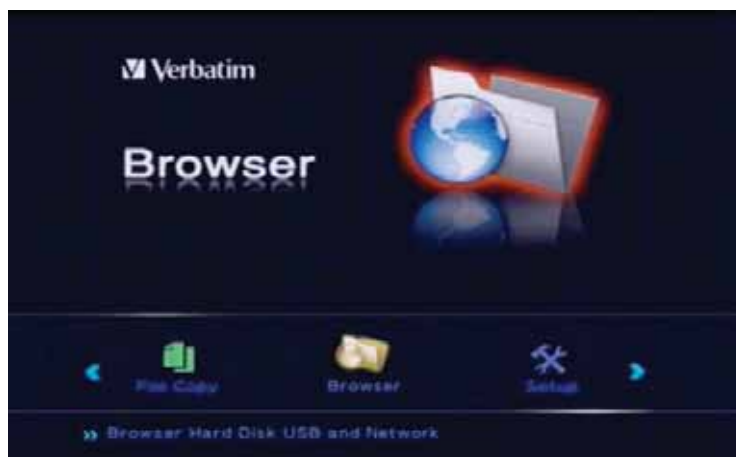 Verbatim
Browser
File Copy Browser Setup
Browser Hard Disk USB and Network